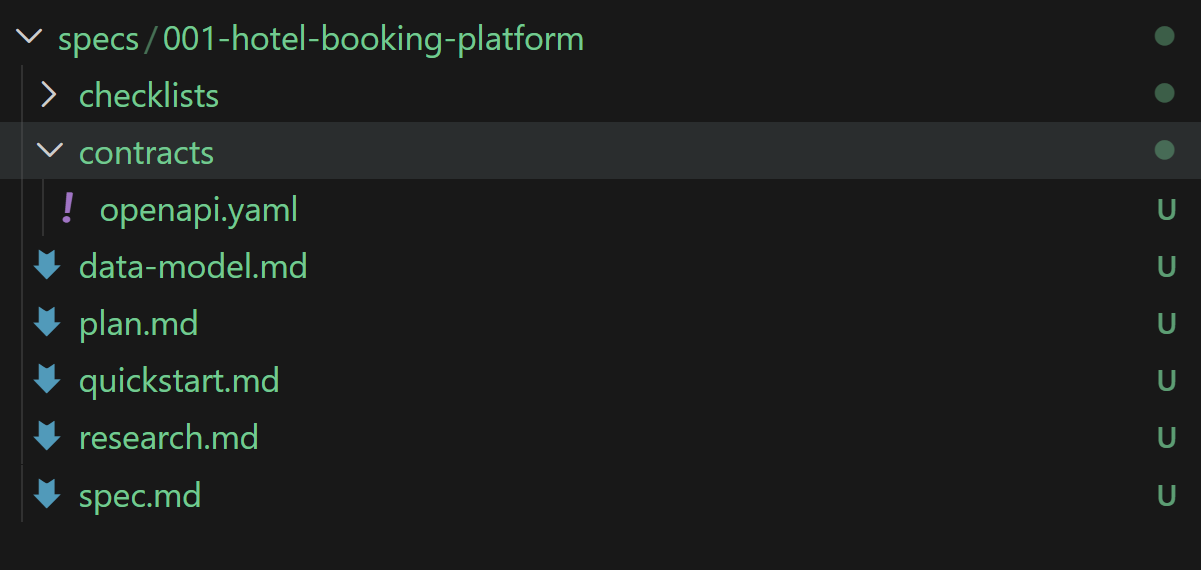 specs/001-hotel-booking-platform
checklists
contracts
! openapi.yaml U
data-model.md U
plan.md U
quickstart.md U
research.md U
spec.md U